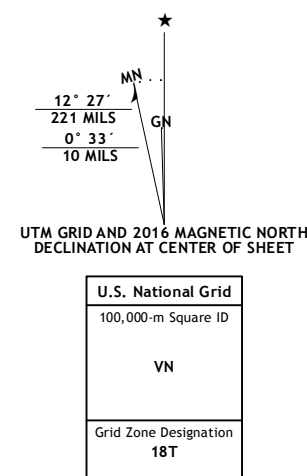 ★
MN
GN
12° 27´
221 MILS
0° 33´
10 MILS
UTM GRID AND 2016 MAGNETIC NORTH
DECLINATION AT CENTER OF SHEET
U.S. National Grid
100,000-m Square ID
VN
Grid Zone Designation
18T